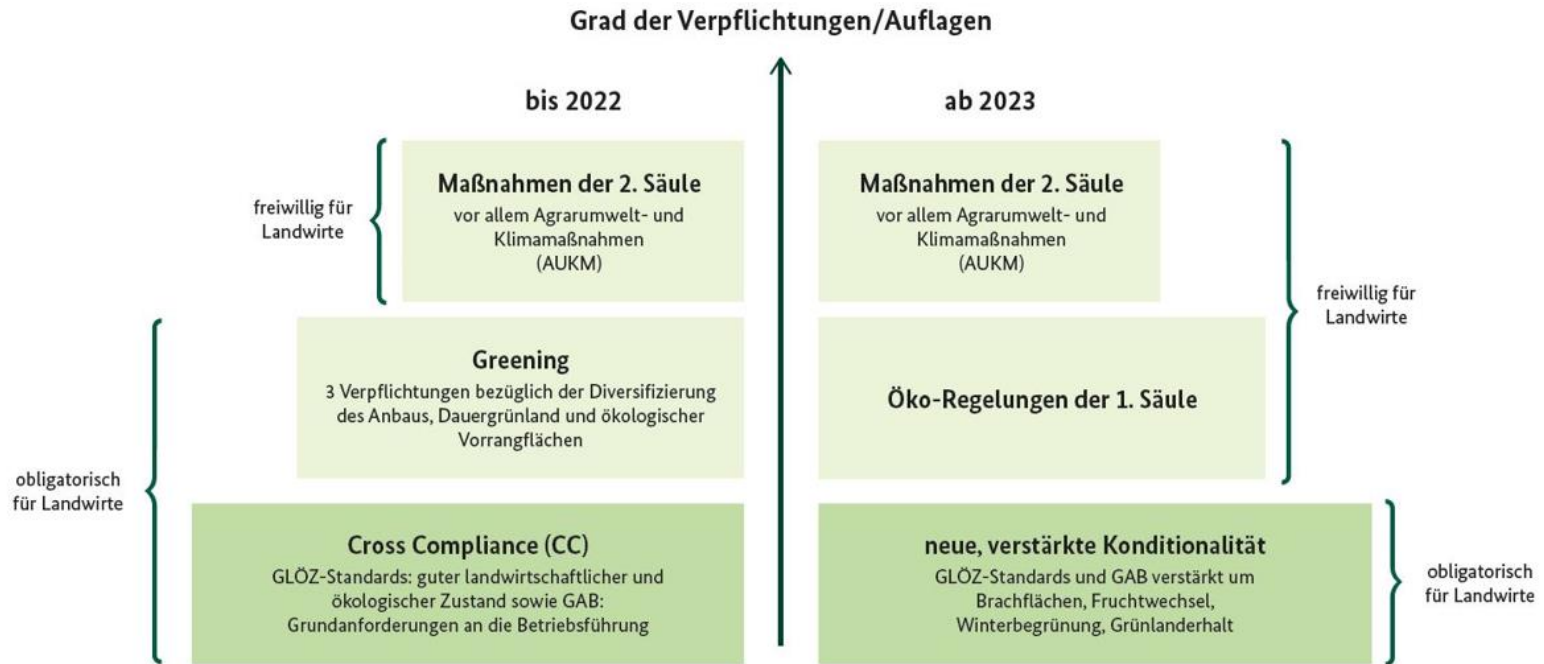 Grad der Verpflichtungen/Auflagen
bis 2022
Maßnahmen der 2. Säule
vor allem Agrarumwelt- und
Klimamaßnahmen
(AUKM)
freiwillig für
Landwirte
Greening
3 Verpflichtungen bezüglich der Diversifizierung
des Anbaus, Dauergrünland und ökologischer
Vorrangflächen
Cross Compliance (CC)
GLÖZ-Standards: guter landwirtschaftlicher und
ökologischer Zustand sowie GAB:
Grundanforderungen an die Betriebsführung
obligatorisch
für Landwirte
ab 2023
Maßnahmen der 2. Säule
vor allem Agrarumwelt- und
Klimamaßnahmen
(AUKM)
Öko-Regelungen der 1. Säule
freiwillig für
Landwirte
neue, verstärkte Konditionalität
GLÖZ-Standards und GAB verstärkt um
Brachflächen, Fruchtwechsel,
Winterbegrünung, Grünlanderhalt
obligatorisch
für Landwirte